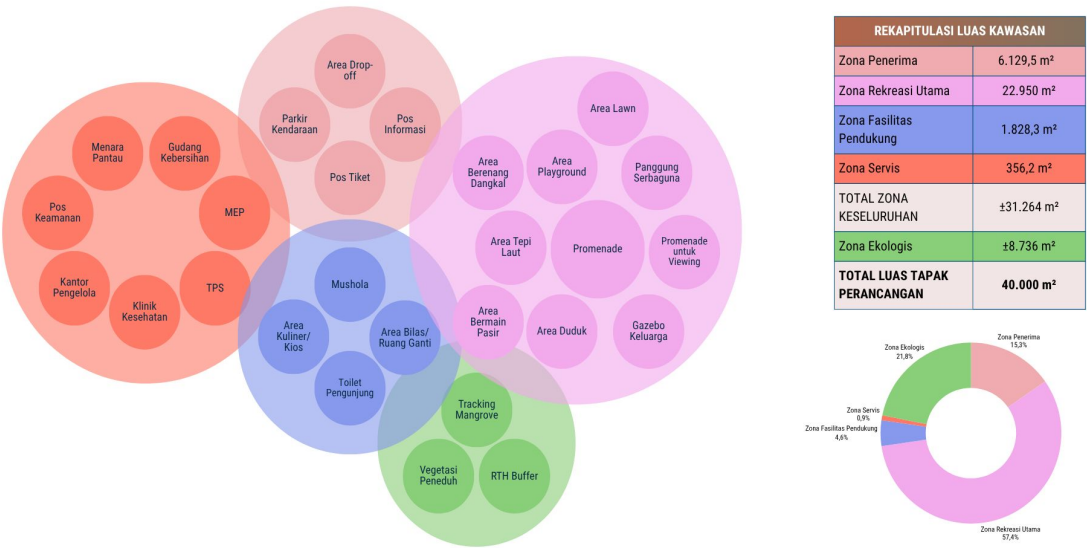 Area Drop-
off
Parkir
Kendaraan
Pos
Informasi
Pos Tiket
Menara
Pantau
Gudang
Kebersihan
Pos
Keamanan
MEP
Kantor
Pengelola
Klinik
Kesehatan
TPS
Mushola
Area
Kuliner/
Kios
Area Bilas/
Ruang Ganti
Toilet
Pengunjung
Area Lawn
Area
Berenang
Dangkal
Area
Playground
Panggung
Serbaguna
Area Tepi
Laut
Promenade
Promenade
untuk
Viewing
Area
Bermain
Pasir
Area Duduk
Gazebo
Keluarga
Tracking
Mangrove
Vegetasi
Peneduh
RTH Buffer
REKAPITULASI LUAS KAWASAN
Zona Penerima 6.129,5 m²
Zona Rekreasi Utama 22.950 m²
Zona Fasilitas
Pendukung 1.828,3 m²
Zona Servis 356,2 m²
TOTAL ZONA
KESELURUHAN ±31.264 m²
Zona Ekologis ±8.736 m²
TOTAL LUAS TAPAK
PERANCANGAN 40.000 m²
Zona Penerima
15,3%
Zona Ekologis
21,8%
Zona Servis
0,9%
Zona Fasilitas Pendukung
4,6%
Zona Rekreasi Utama
57,4%